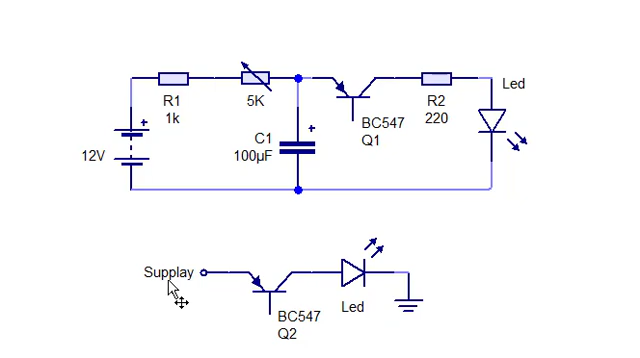 Led
R1
1k
5K
R2
220
BC547
Q1
C1
100µF
12V
Supplay
Led
BC547
Q2